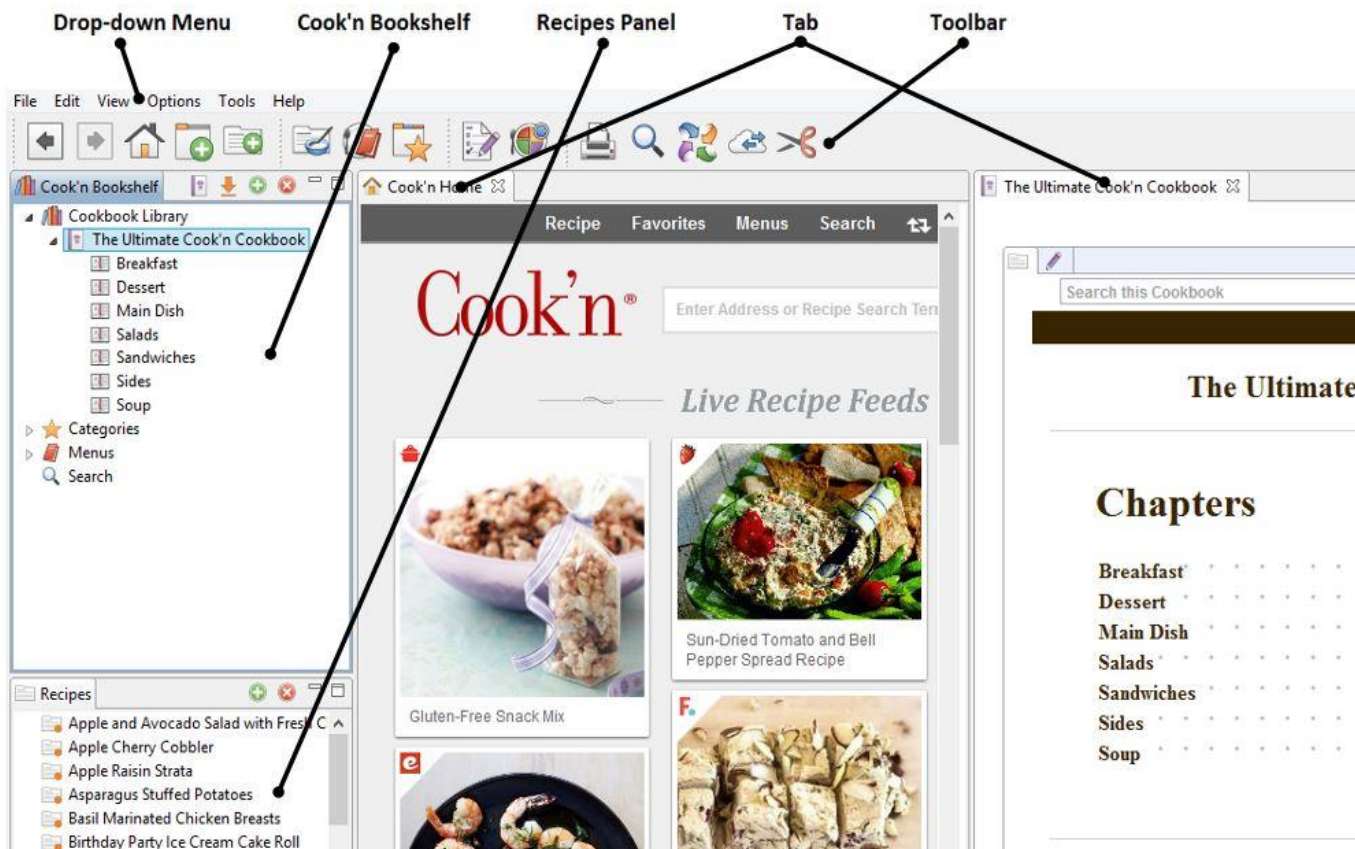 Drop-down Menu Cook'n Bookshelf Recipes Panel Tab Toolbar
File Edit View Options Tools Help
Cook'n Bookshelf
Cookbook Library
The Ultimate Cook'n Cookbook
Breakfast
Dessert
Main Dish
Salads
Sandwiches
Sides
Soup
Categories
Menus
Search
Recipes
Apple and Avocado Salad with Fresh C
Apple Cherry Cobbler
Apple Raisin Strata
Asparagus Stuffed Potatoes
Basil Marinated Chicken Breasts
Birthday Party Ice Cream Cake Roll
Cook'n Home
Recipe Favorites Menus Search
Cook'n®
Enter Address or Recipe Search Terr
Live Recipe Feeds
Gluten-Free Snack Mix
Sun-Dried Tomato and Bell
Pepper Spread Recipe
e
F.
The Ultimate Cook'n Cookbook
Search this Cookbook
The Ultimate
Chapters
Breakfast
Dessert
Main Dish
Salads
Sandwiches
Sides
Soup